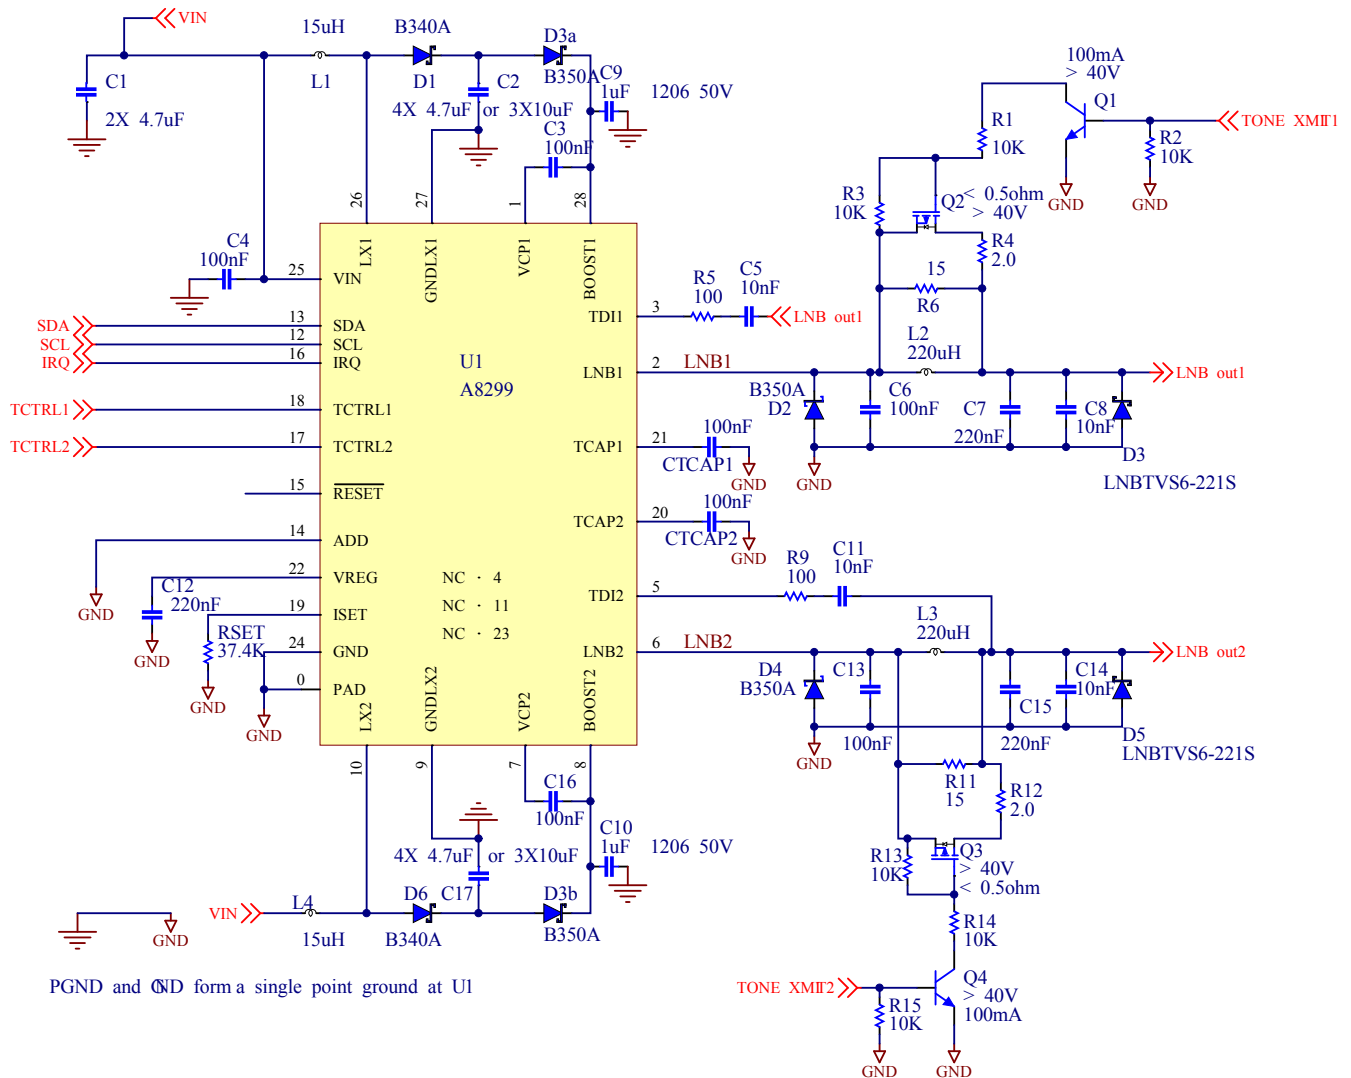 VIN
15uH
B340A
D3a
100mA
> 40V
C1
L1
D1
C2
B350A
C9
1uF
1206 50V
Q1
2X 4.7uF
4X 4.7uF or 3X10uF
C3
100nF
R1
10K
R2
10K
TONE XMIT1
GND
GND
26
27
1
28
R3
10K
Q2
< 0.5ohm
> 40V
C4
100nF
LX1
GNDLX1
VCP1
BOOST1
R4
2.0
25
VIN
R5
100
C5
10nF
15
R6
SDA
13
SDA
TDI1
3
LNB out1
SCL
12
SCL
L2
220uH
IRQ
16
IRQ
U1
A8299
LNB1
2
LNB1
LNB out1
B350A
D2
C6
100nF
C7
220nF
C8
10nF
TCTRL1
18
TCTRL1
TCTRL2
17
TCTRL2
TCAP1
21
100nF
CTCAP1
GND
GND
D3
LNBTVS6-221S
15
RESET
TCAP2
20
100nF
CTCAP2
GND
14
ADD
GND
22
VREG
C12
220nF
GND
NC · 4
NC · 11
NC · 23
R9
100
C11
10nF
TDI2
5
19
ISET
RSET
37.4K
GND
L3
220uH
24
GND
LNB2
6
LNB2
LNB out2
0
PAD
GND
D4
B350A
C13
100nF
C15
220nF
C14
10nF
LX2
GNDLX2
VCP2
BOOST2
GND
D5
LNBTVS6-221S
10
9
7
8
C16
100nF
R11
15
R12
2.0
C10
1uF
1206 50V
4X 4.7uF or 3X10uF
R13
10K
Q3
> 40V
< 0.5ohm
VIN
L4
15uH
D6
B340A
C17
D3b
B350A
GND
R14
10K
PGND and GND form a single point ground at U1
TONE XMIT2
Q4
> 40V
100mA
R15
10K
GND
GND